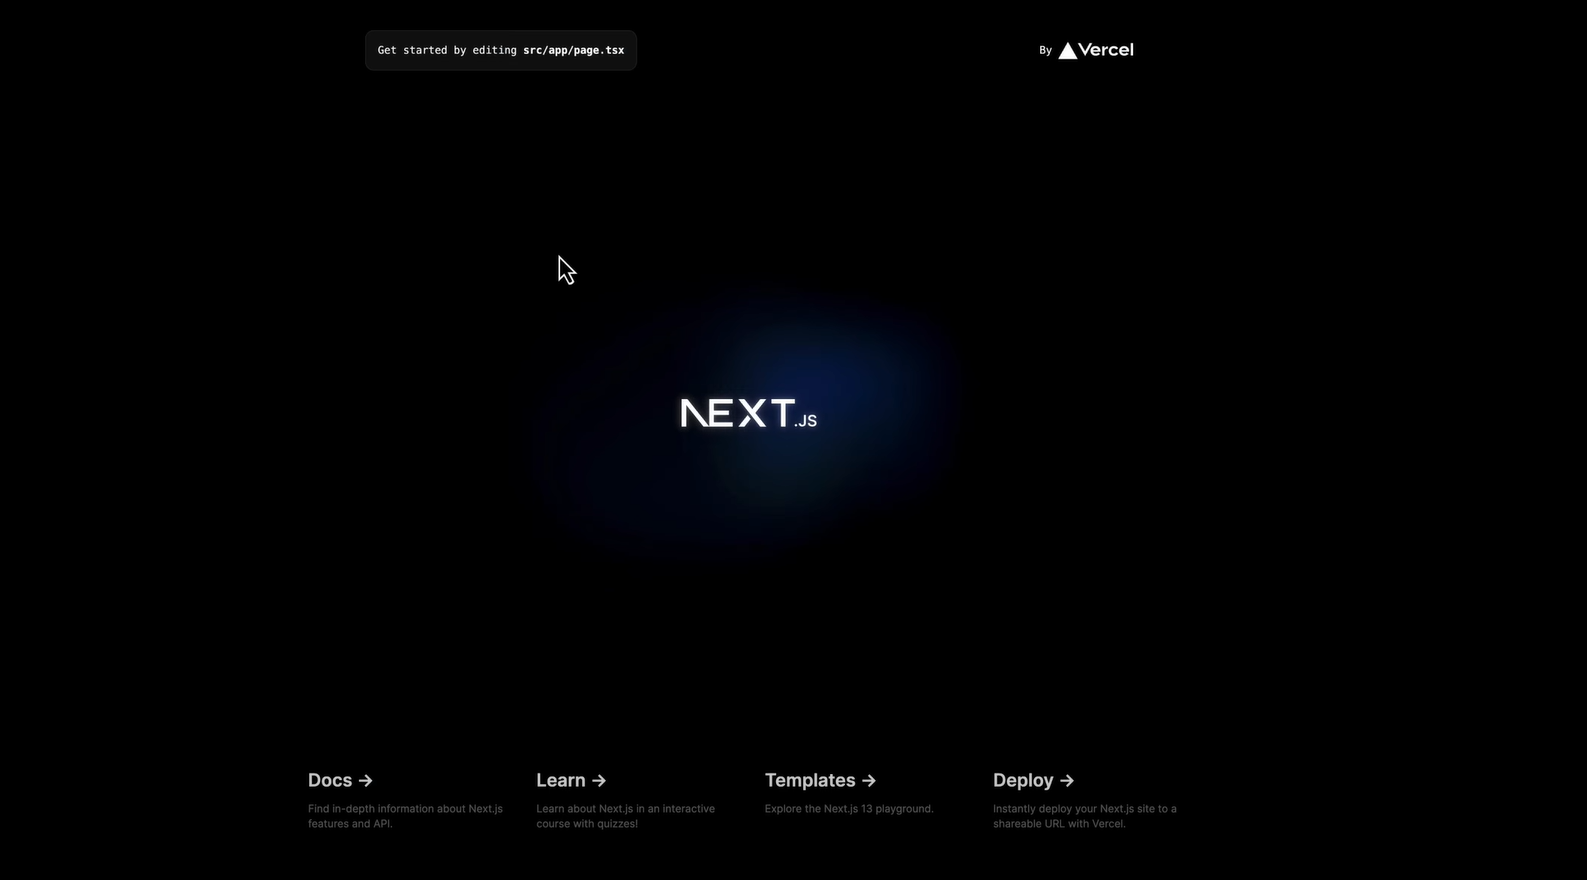 Get started by editing src/app/page.tsx
By Vercel
NEXT.JS
Docs →
Find in-depth information about Next.js
features and API.
Learn →
Learn about Next.js in an interactive
course with quizzes!
Templates →
Explore the Next.js 13 playground.
Deploy →
Instantly deploy your Next.js site to a
shareable URL with Vercel.